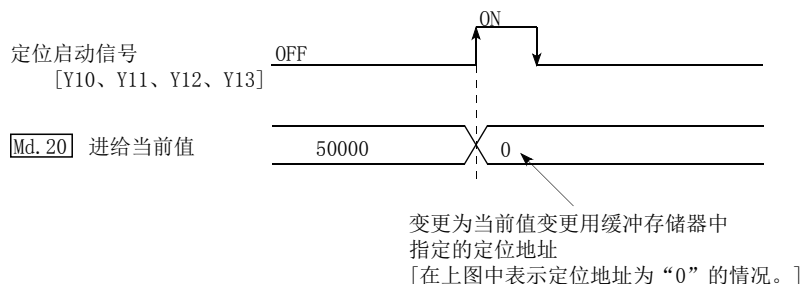 ON
定位启动信号
OFF
[Y10、Y11、Y12、Y13]
Md.20 进给当前值
50000
0
变更为当前值变更用缓冲存储器中
指定的定位地址
[在上图中表示定位地址为“0”的情况。]